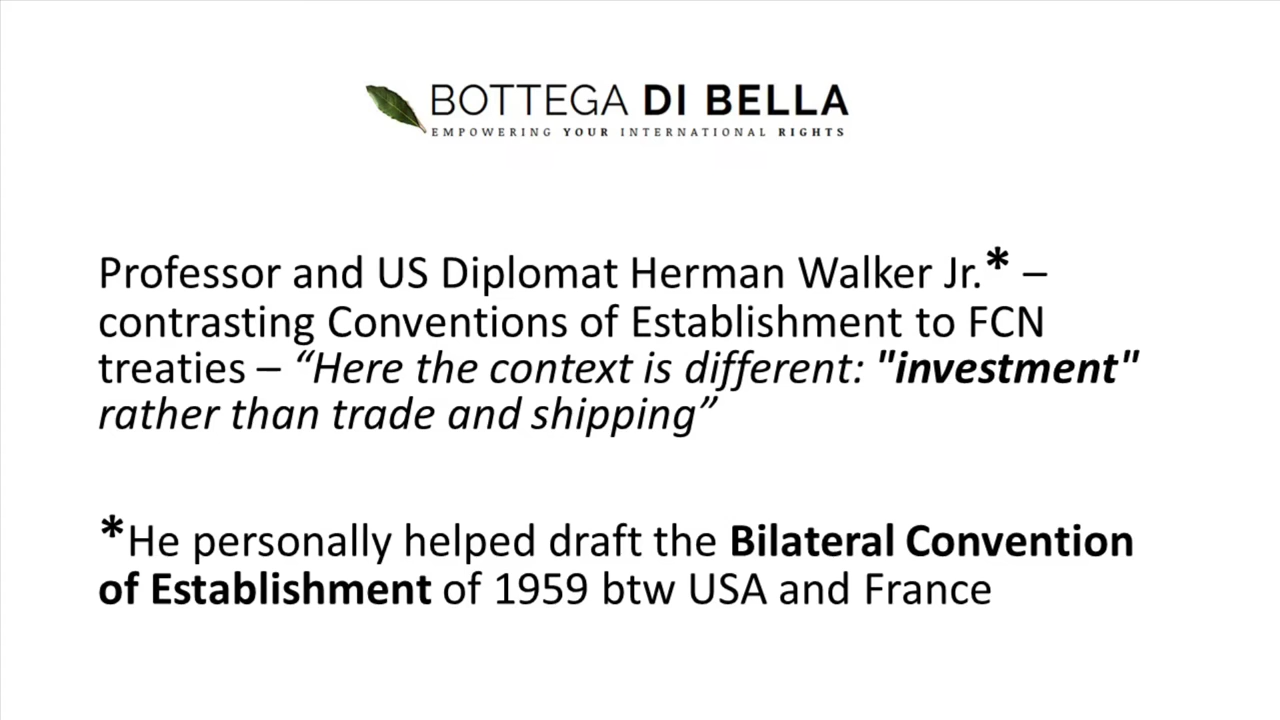 BOTTEGA DI BELLA
EMPOWERING YOUR INTERNATIONAL RIGHTS
Professor and US Diplomat Herman Walker Jr.* –
contrasting Conventions of Establishment to FCN
treaties – “Here the context is different: "investment"
rather than trade and shipping”
*He personally helped draft the Bilateral Convention
of Establishment of 1959 btw USA and France